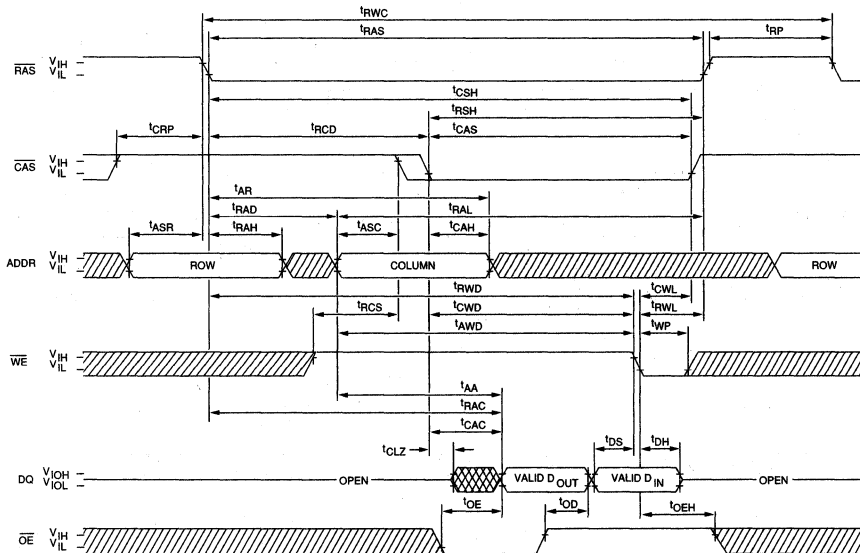 tRWC
tRAS
tRP
RAS
VIH
VIL
tCSH
tRSH
tCRP
tRCD
tCAS
CAS
VIH
VIL
tAR
tRAD
tRAL
tASR
tRAH
tASC
tCAH
ADDR
VIH
VIL
ROW
COLUMN
ROW
tRWD
tCWL
tRCS
tCWD
tRWL
tAWD
tWP
WE
VIH
VIL
tAA
tRAC
tCAC
tCLZ
tDS
tDH
DQ
VIOH
VIOL
OPEN
VALID DOUT
VALID DIN
OPEN
tOE
tOD
tOEH
OE
VIH
VIL